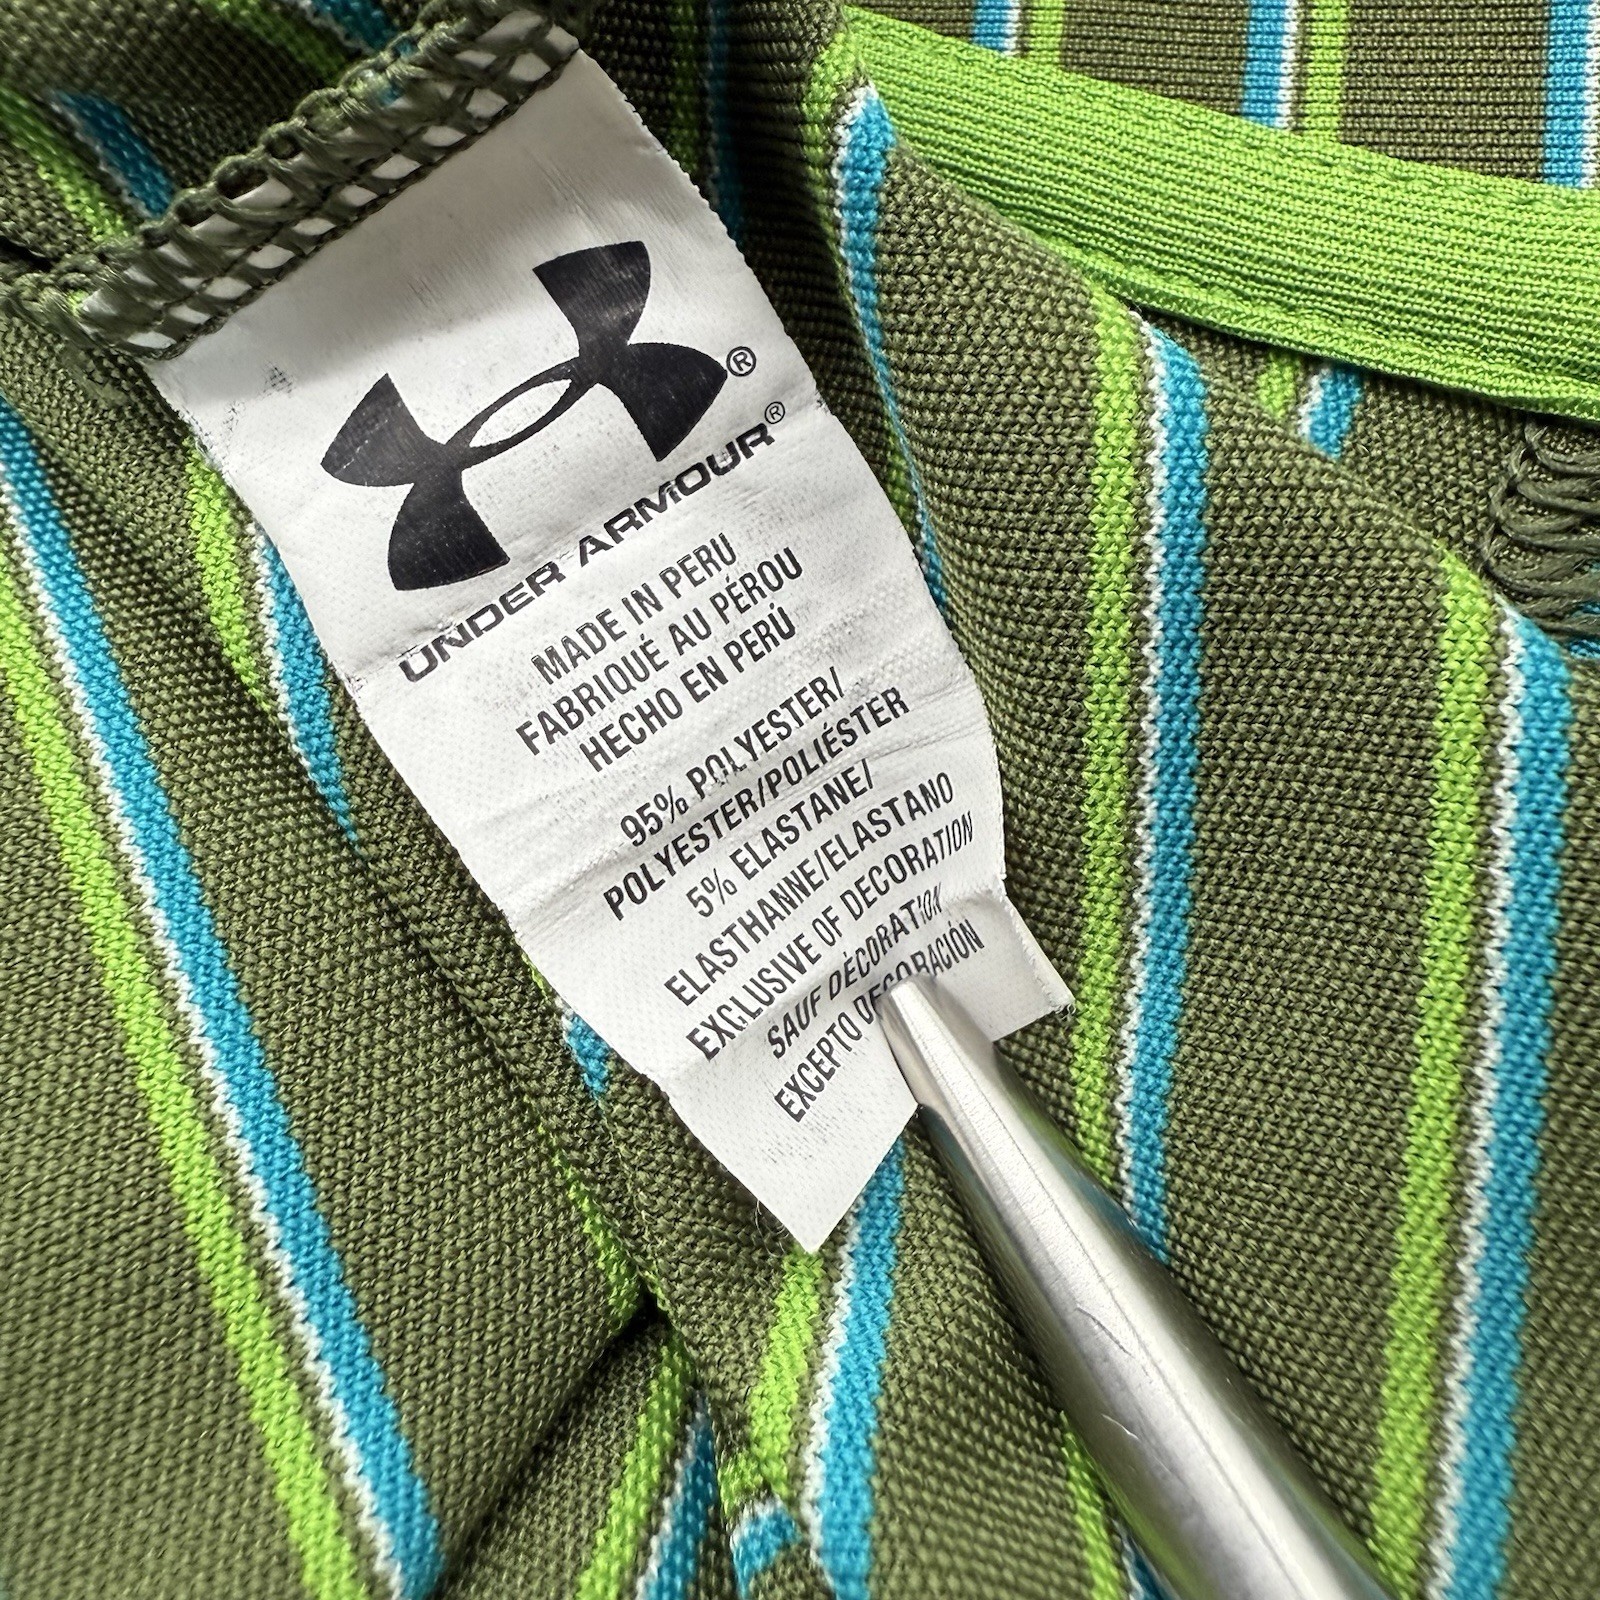 ®
UNDER ARMOUR®
MADE IN PERU
FABRIQUÉ AU PÉROU
HECHO EN PERÚ
95% POLYESTER/
POLYESTER/POLIÉSTER
5% ELASTANE/
ELASTHANNE/ELASTANO
EXCLUSIVE OF DECORATION
SAUF DÉCORATION
EXCEPTO DECORACIÓN